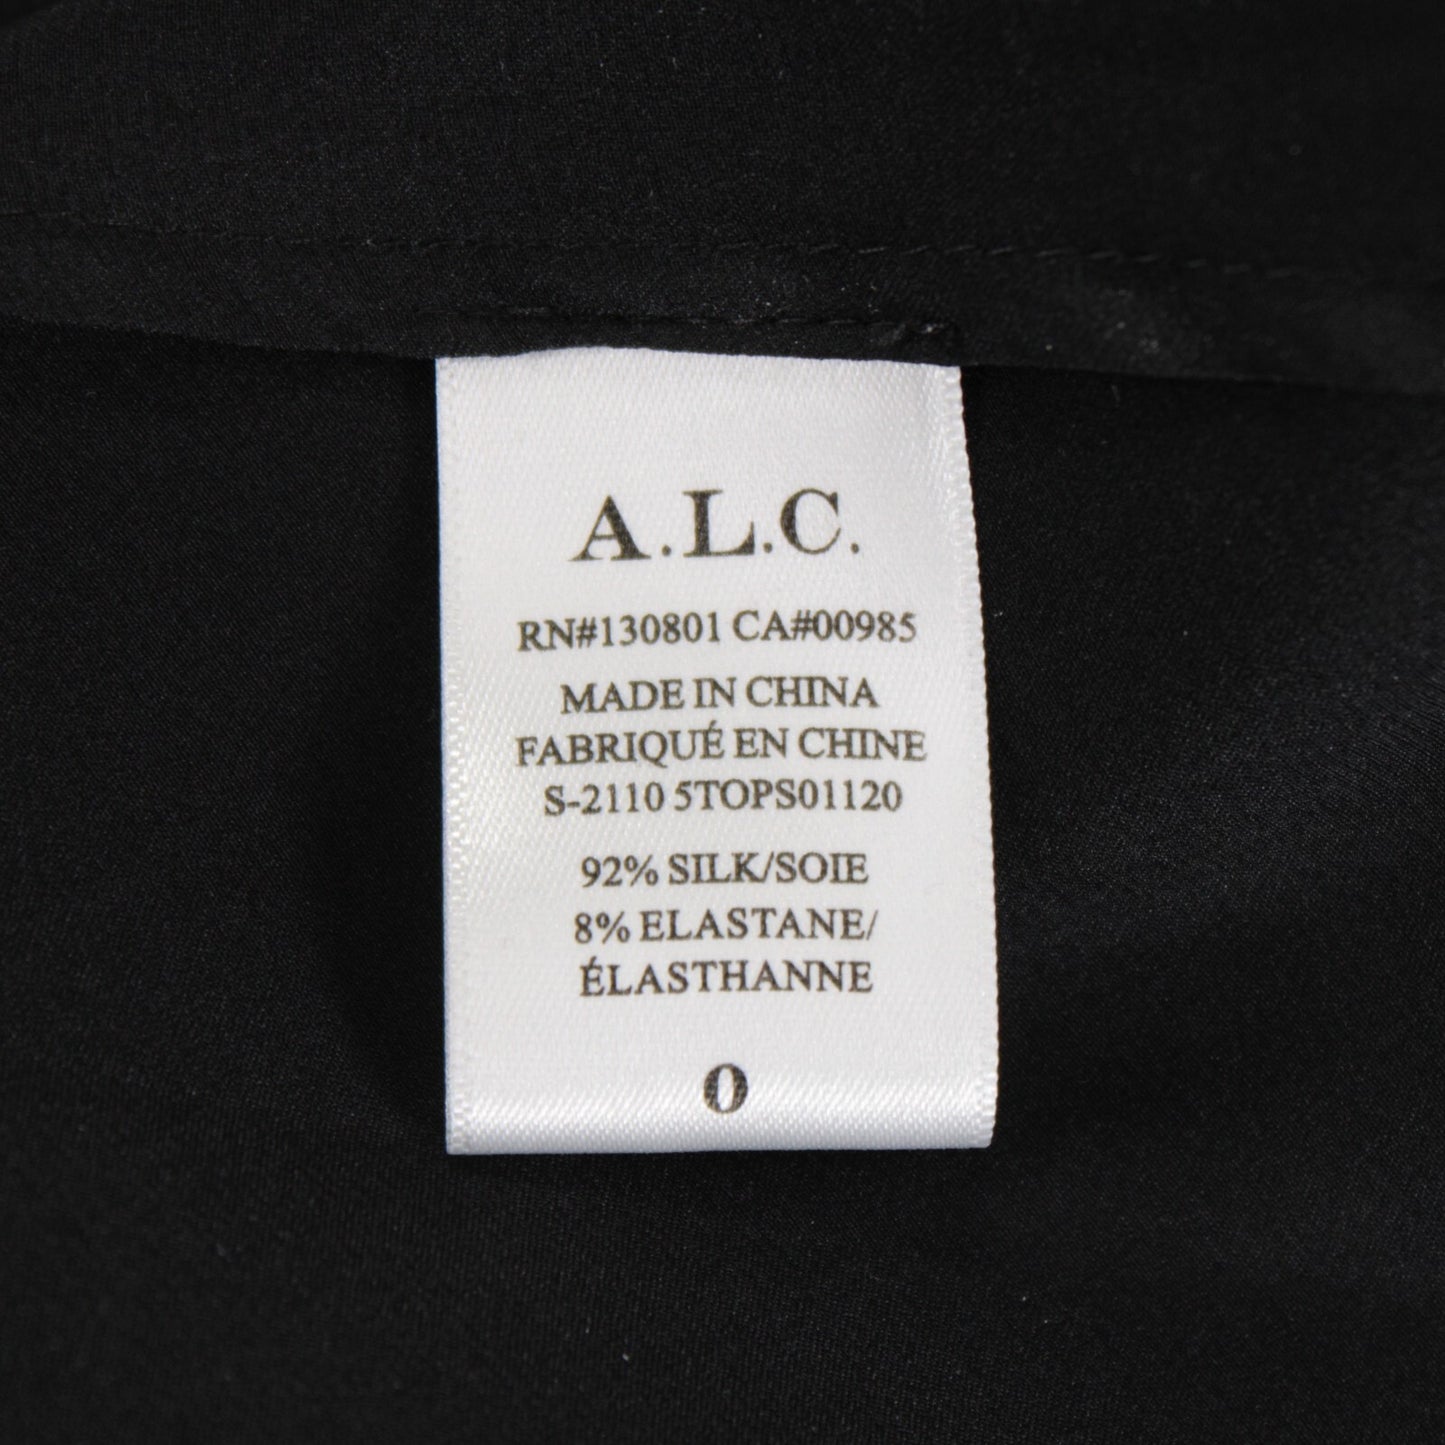 A.L.C.
RN#130801 CA#00985
MADE IN CHINA
FABRIQUÉ EN CHINE
S-2110 5TOPS01120
92% SILK/SOIE
8% ELASTANE/
ÉLASTHANNE
0